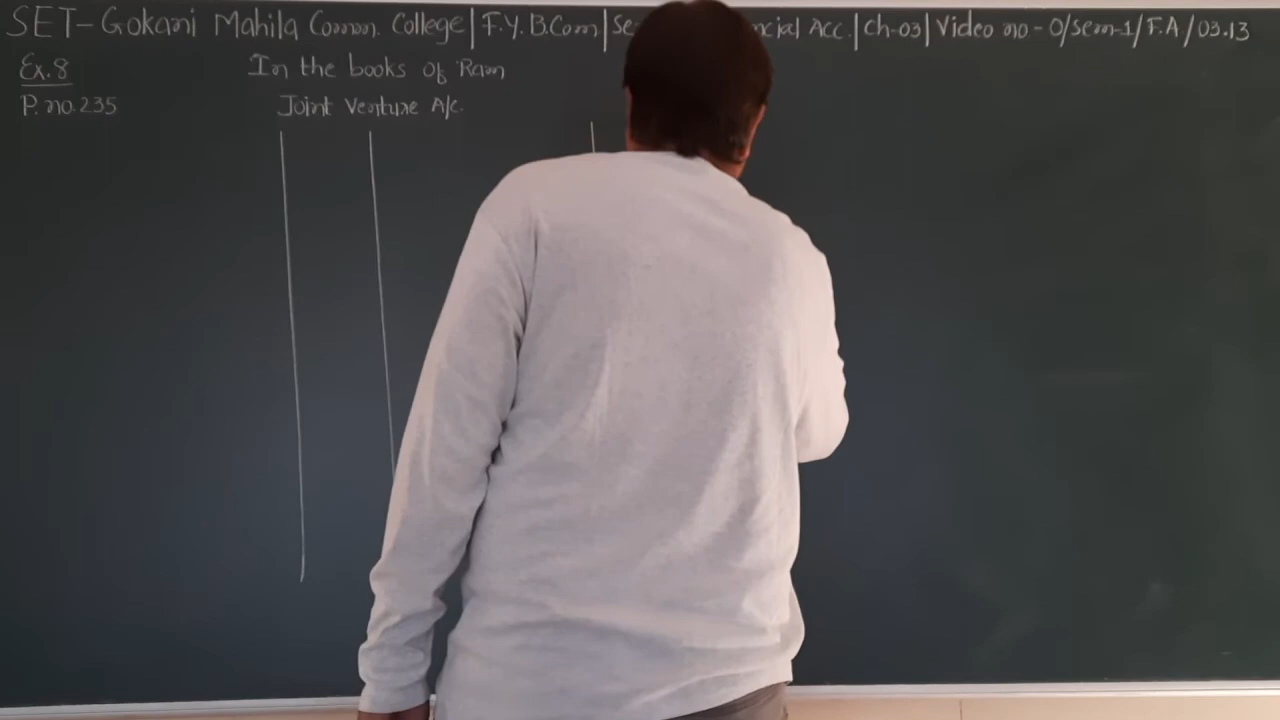 SET-Gokani Mahila Comm. College|F.Y.B.Com|Se ncial Acc.|Ch-03|Video no-0/Sem-1/F.A/03.13
Ex.8 In the books of Ram
P. no.235 Joint Venture A/c.